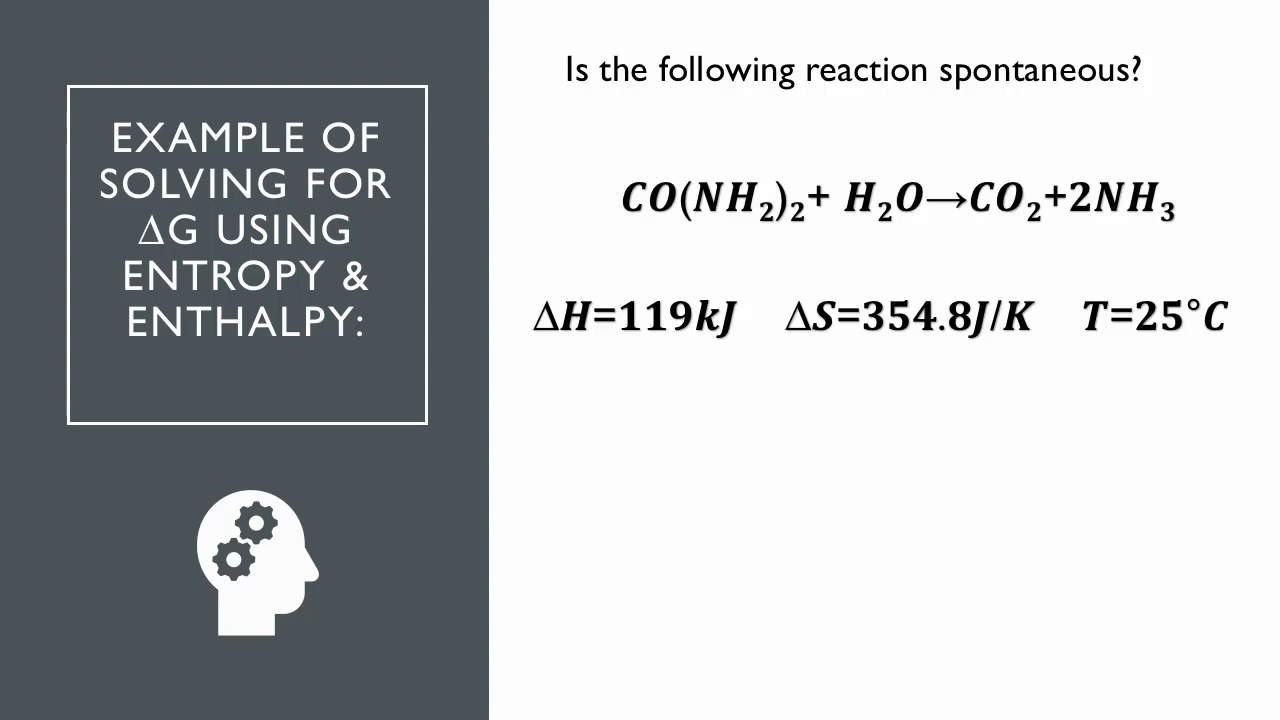 EXAMPLE OF
SOLVING FOR
ΔG USING
ENTROPY &
ENTHALPY:
Is the following reaction spontaneous?
CO(NH₂)₂+ H₂O→CO₂+2NH₃
ΔH=119kJ ΔS=354.8J/K T=25°C